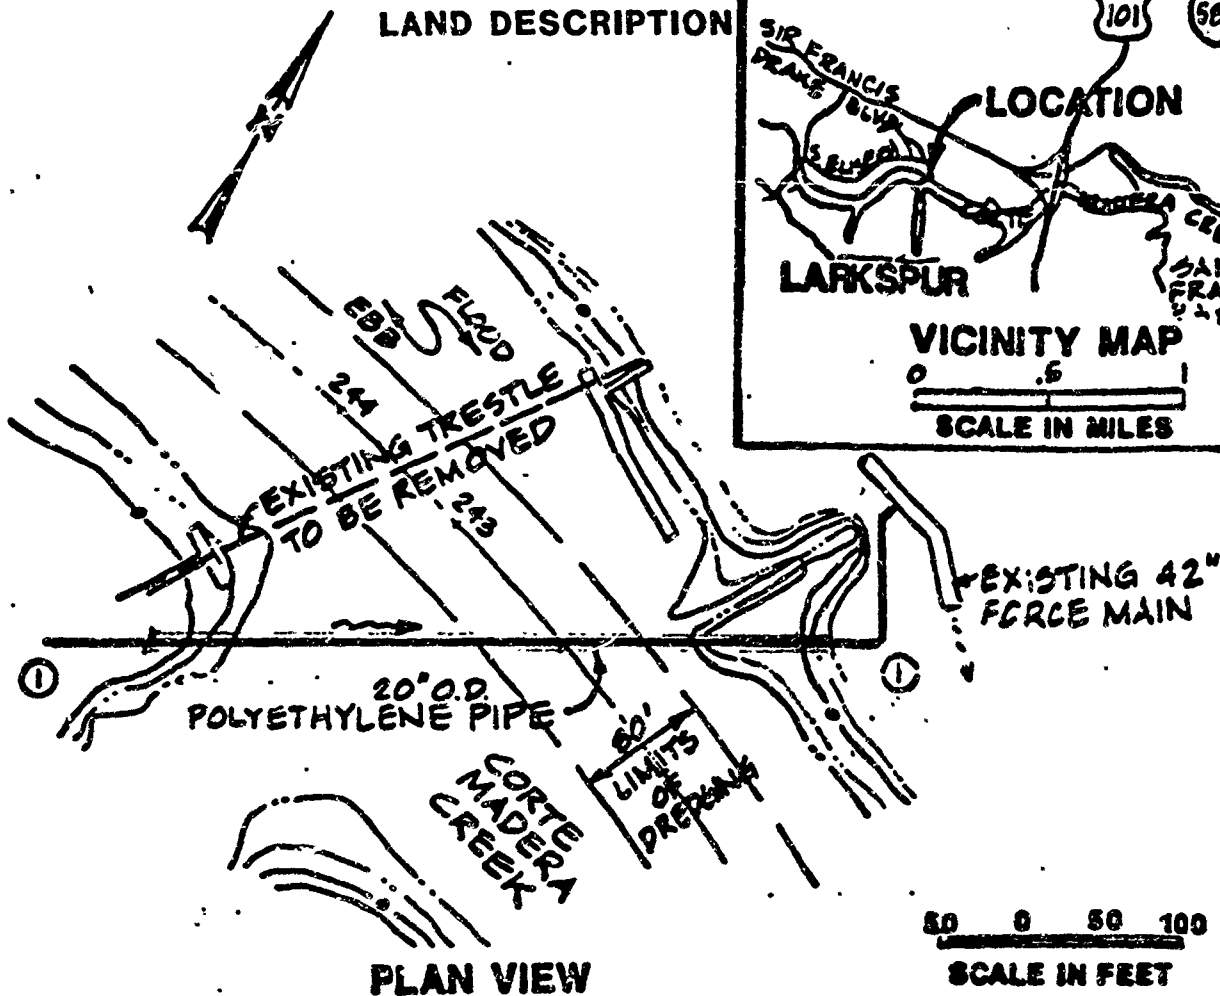 LAND DESCRIPTION
101
58
SIR FRANCIS
DRAKE BLVD.
LOCATION
LARKSPUR
VICINITY MAP
0 .5 1
SCALE IN MILES
EBB
FLOOD
244
EXISTING TRESTLE
TO BE REMOVED
243
EXISTING 42"
FORCE MAIN
1
1
20" O.D.
POLYETHYLENE PIPE
80'
LIMITS
OF
DREDGING
CORTE
MADERA
CREEK
50 0 50 100
SCALE IN FEET
PLAN VIEW